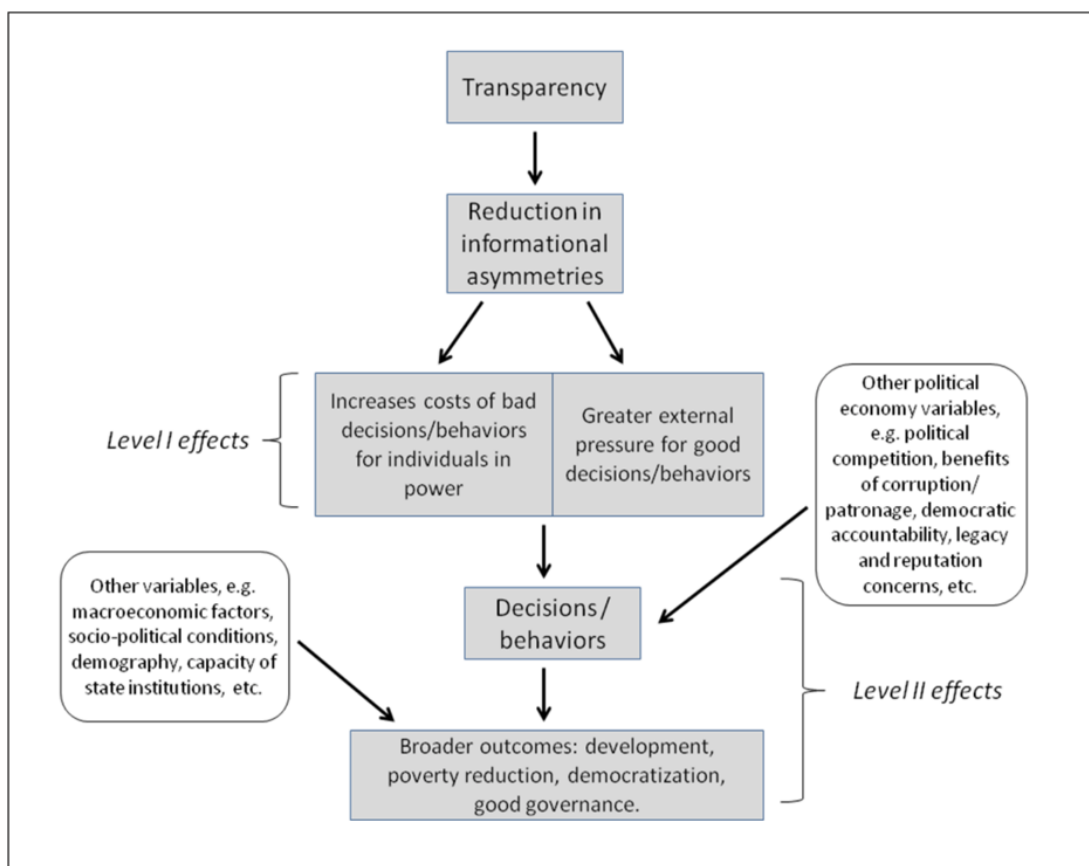 Transparency
Reduction in
informational
asymmetries
Level I effects
Increases costs of bad
decisions/behaviors
for individuals in
power
Greater external
pressure for good
decisions/behaviors
Other political
economy variables,
e.g. political
competition, benefits
of corruption/
patronage, democratic
accountability, legacy
and reputation
concerns, etc.
Other variables, e.g.
macroeconomic factors,
socio-political conditions,
demography, capacity of
state institutions, etc.
Decisions/
behaviors
Level II effects
Broader outcomes: development,
poverty reduction, democratization,
good governance.